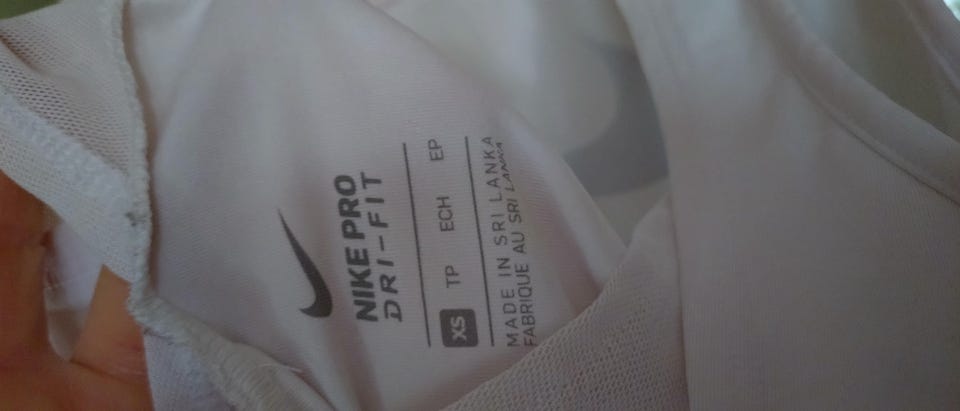 NIKE PRO
DRI-FIT
XS TP ECH EP
MADE IN SRI LANKA
FABRIQUE AU SRI LANKA